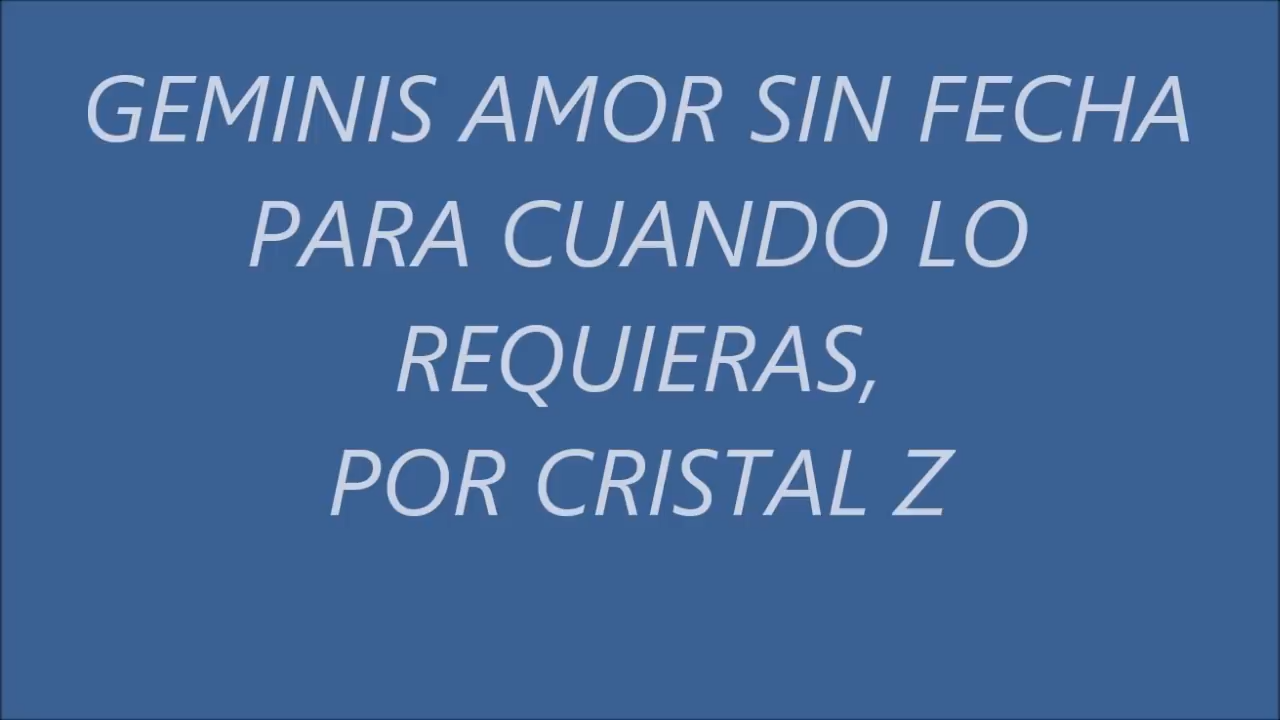 GEMINIS AMOR SIN FECHA
PARA CUANDO LO
REQUIERAS,
POR CRISTAL Z